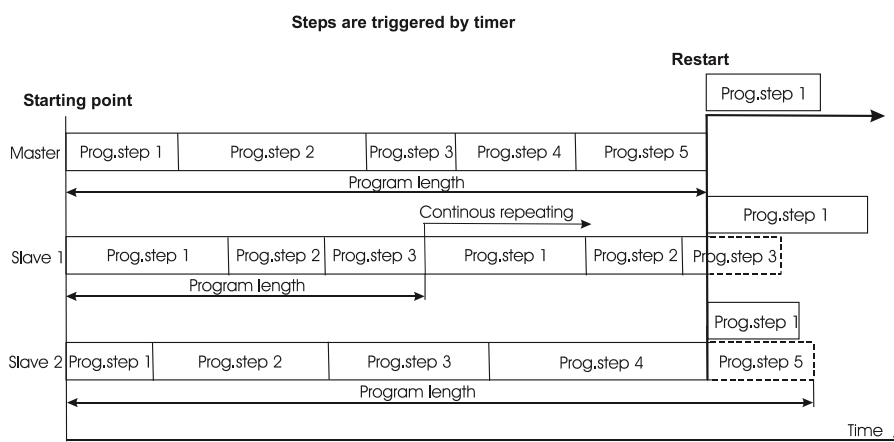 Steps are triggered by timer
Restart
Prog.step 1
Starting point
Master Prog.step 1 Prog.step 2 Prog.step 3 Prog.step 4 Prog.step 5
Program length
Continous repeating
Prog.step 1
Slave 1 Prog.step 1 Prog.step 2 Prog.step 3 Prog.step 1 Prog.step 2 Prog.step 3
Program length
Prog.step 1
Slave 2 Prog.step 1 Prog.step 2 Prog.step 3 Prog.step 4 Prog.step 5
Program length
Time